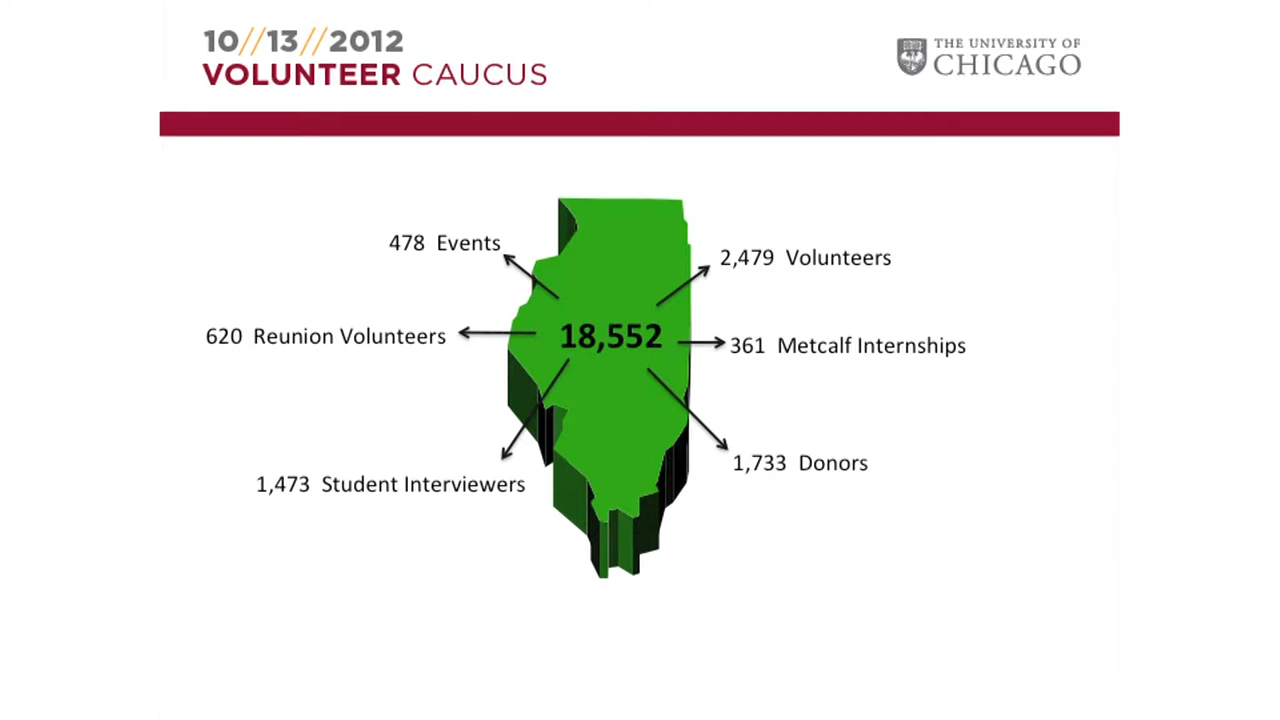 10//13//2012
VOLUNTEER CAUCUS
THE UNIVERSITY OF
CHICAGO
478 Events
2,479 Volunteers
620 Reunion Volunteers
18,552
361 Metcalf Internships
1,733 Donors
1,473 Student Interviewers